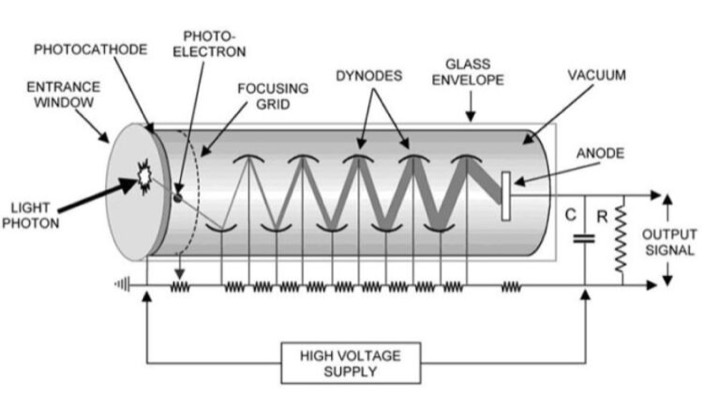 PHOTO-
ELECTRON
PHOTOCATHODE
ENTRANCE
WINDOW
FOCUSING
GRID
DYNODES
GLASS
ENVELOPE
VACUUM
ANODE
LIGHT
PHOTON
C
R
OUTPUT
SIGNAL
HIGH VOLTAGE
SUPPLY